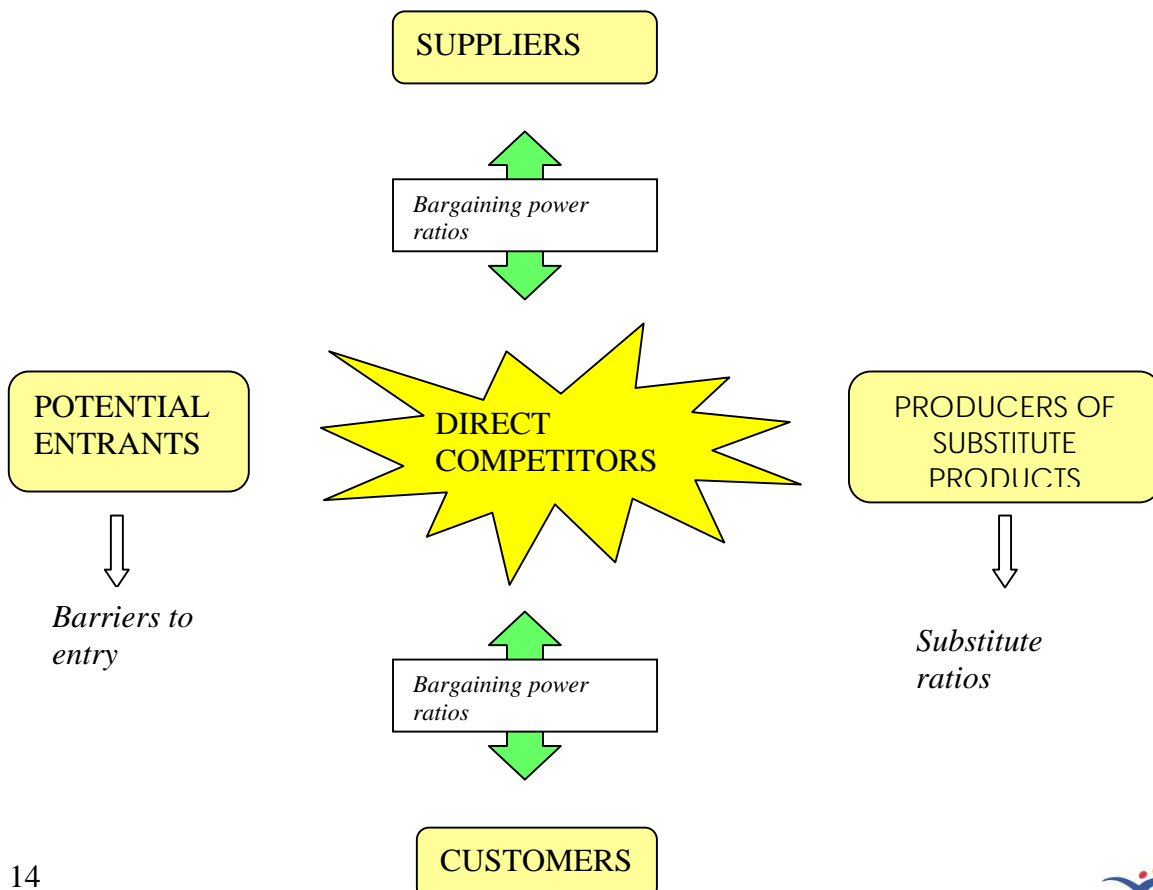 SUPPLIERS
Bargaining power
ratios
POTENTIAL
ENTRANTS
DIRECT
COMPETITORS
PRODUCERS OF
SUBSTITUTE
PRODUCTS
Barriers to
entry
Substitute
ratios
Bargaining power
ratios
CUSTOMERS
14